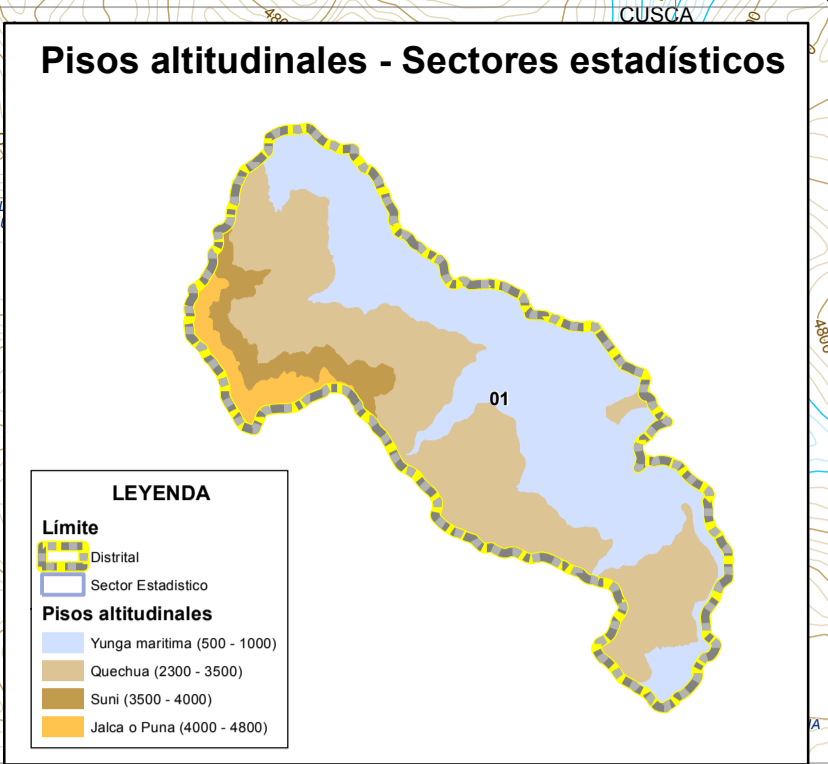 CUSCA
Pisos altitudinales - Sectores estadísticos
01
4800
LEYENDA
Límite
Distrital
Sector Estadistico
Pisos altitudinales
Yunga maritima (500 - 1000)
Quechua (2300 - 3500)
Suni (3500 - 4000)
Jalca o Puna (4000 - 4800)